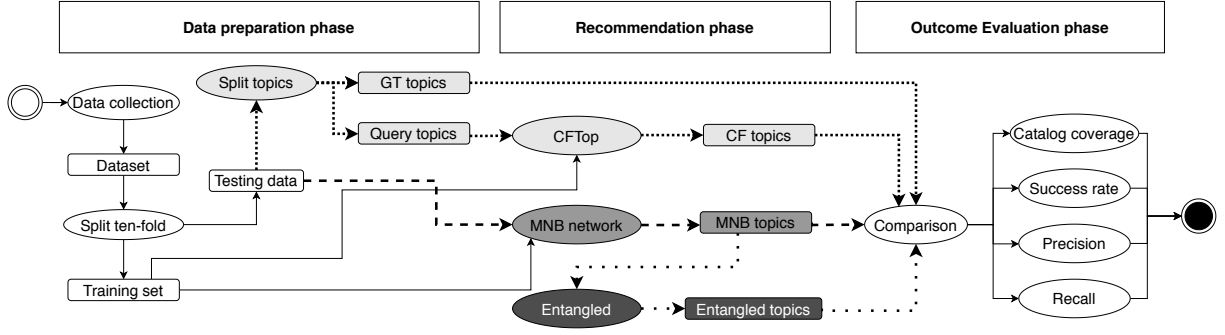 Data preparation phase
Recommendation phase
Outcome Evaluation phase
Split topics
GT topics
Data collection
Query topics
CFTop
CF topics
Catalog coverage
Dataset
Testing data
Success rate
Split ten-fold
MNB network
MNB topics
Comparison
Precision
Training set
Entangled
Entangled topics
Recall